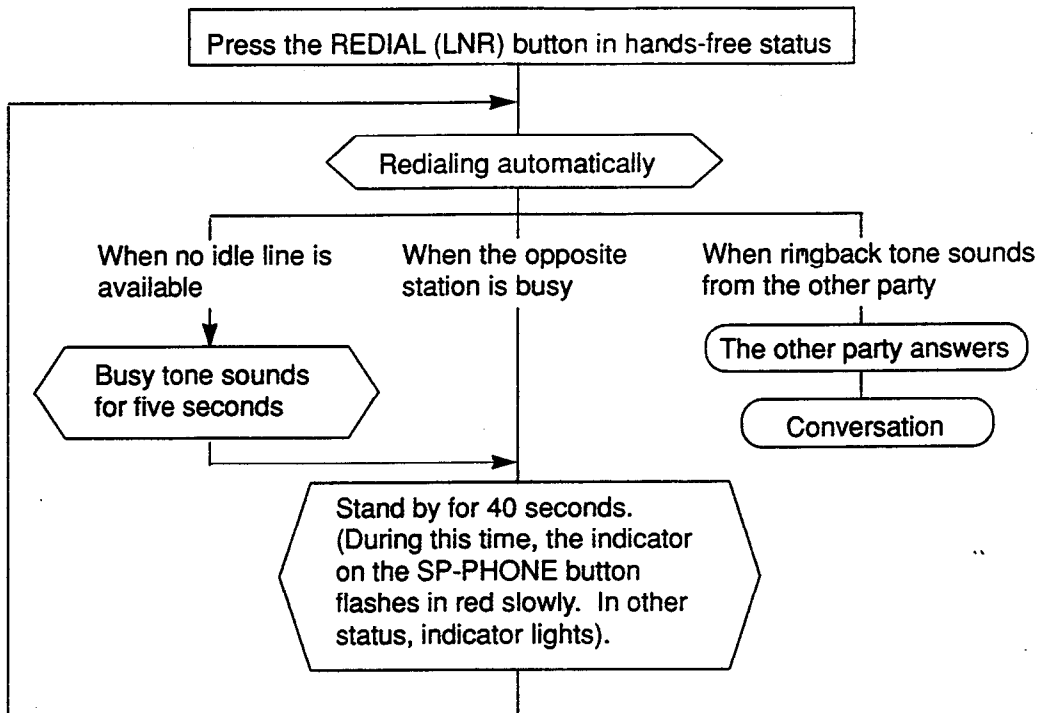 Press the REDIAL (LNR) button in hands-free status
Redialing automatically
When no idle line is
available
When the opposite
station is busy
When ringback tone sounds
from the other party
Busy tone sounds
for five seconds
The other party answers
Conversation
Stand by for 40 seconds.
(During this time, the indicator
on the SP-PHONE button
flashes in red slowly. In other
status, indicator lights).